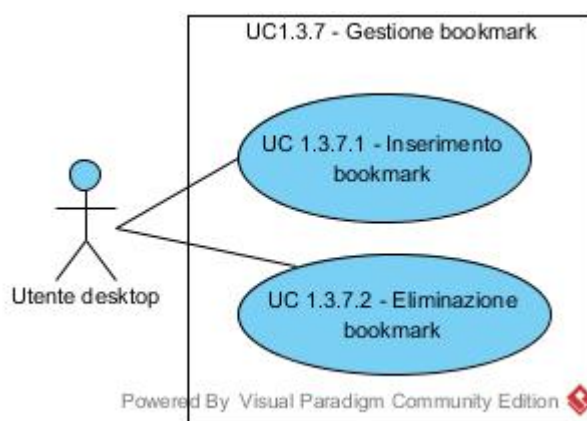 UC1.3.7 - Gestione bookmark
UC 1.3.7.1 - Inserimento
bookmark
Utente desktop
UC 1.3.7.2 - Eliminazione
bookmark
Powered By Visual Paradigm Community Edition